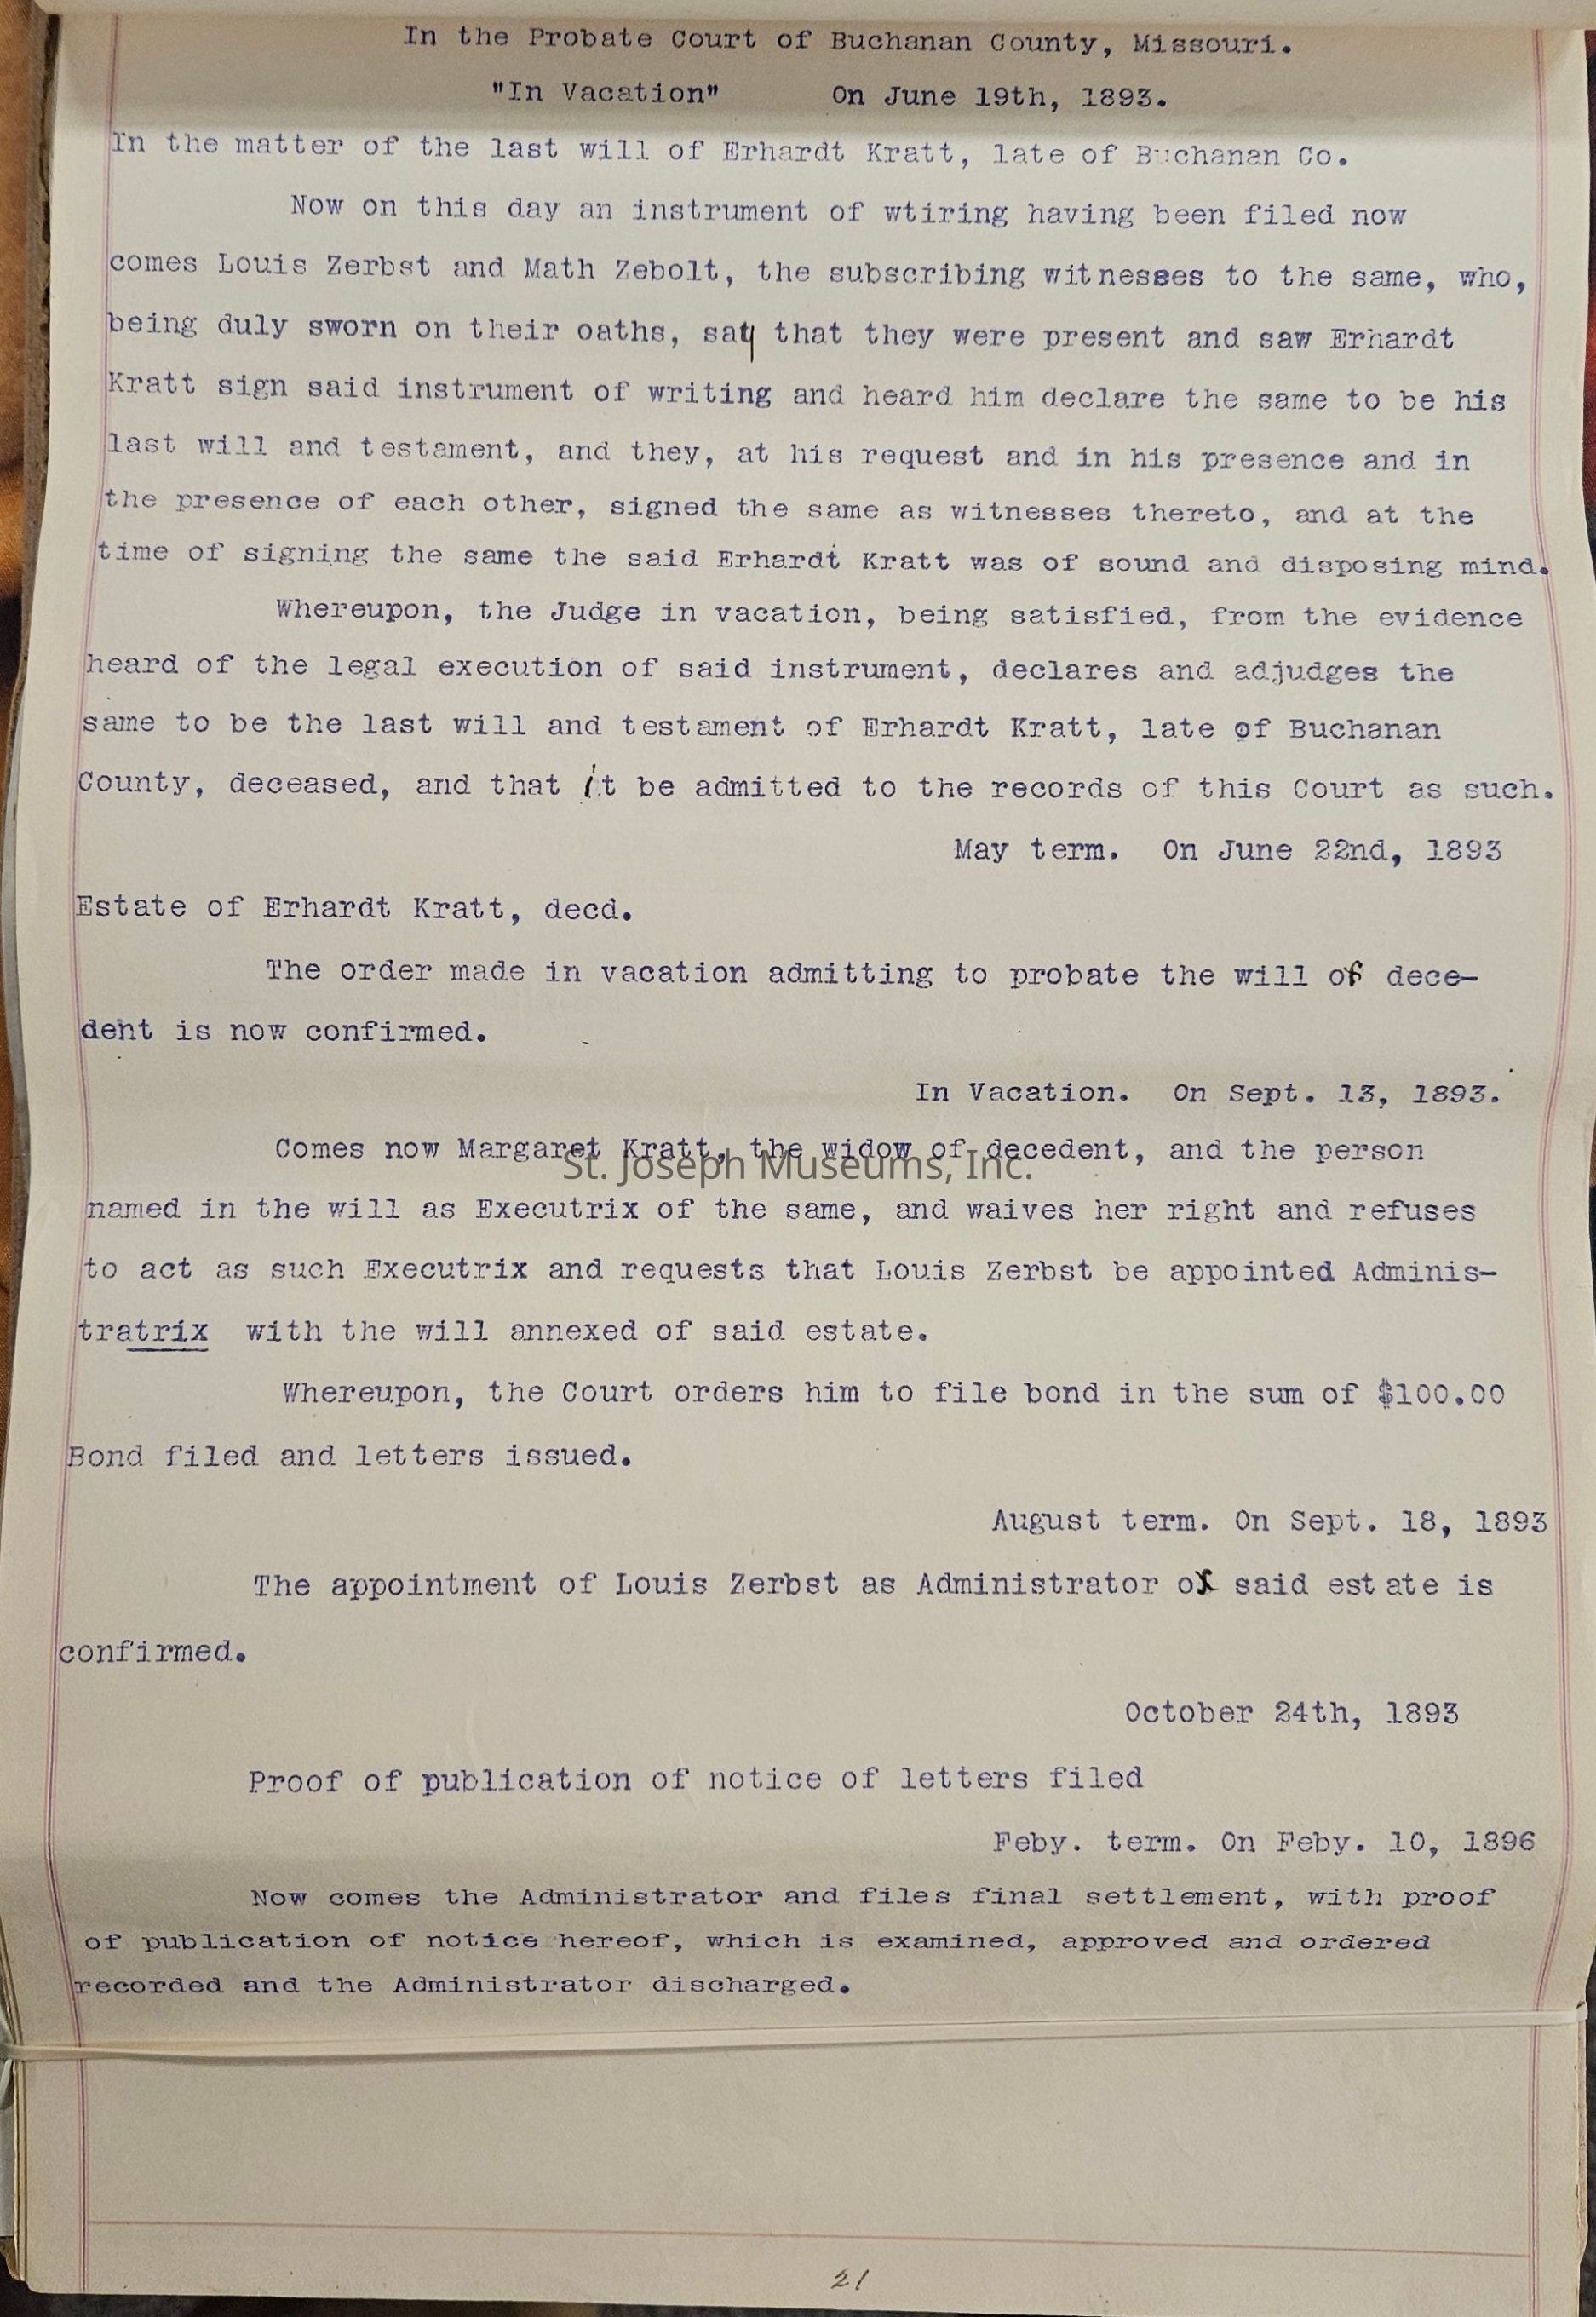 In the Probate Court of Buchanan County, Missouri.
"In Vacation" On June 19th, 1893.
In the matter of the last will of Erhardt Kratt, late of Buchanan Co.
Now on this day an instrument of wtiring having been filed now
comes Louis Zerbst and Math Zebolt, the subscribing witnesses to the same, who,
being duly sworn on their oaths, say that they were present and saw Erhardt
Kratt sign said instrument of writing and heard him declare the same to be his
last will and testament, and they, at his request and in his presence and in
the presence of each other, signed the same as witnesses thereto, and at the
time of signing the same the said Erhardt Kratt was of sound and disposing mind.
Whereupon, the Judge in vacation, being satisfied, from the evidence
heard of the legal execution of said instrument, declares and adjudges the
same to be the last will and testament of Erhardt Kratt, late of Buchanan
County, deceased, and that it be admitted to the records of this Court as such.
May term. On June 22nd, 1893
Estate of Erhardt Kratt, decd.
The order made in vacation admitting to probate the will of dece-
dent is now confirmed.
In Vacation. On Sept. 13, 1893.
Comes now Margaret Kratt, the widow of decedent, and the person
St. Joseph Museums, Inc.
named in the will as Executrix of the same, and waives her right and refuses
to act as such Executrix and requests that Louis Zerbst be appointed Adminis-
tratrix with the will annexed of said estate.
Whereupon, the Court orders him to file bond in the sum of $100.00
Bond filed and letters issued.
August term. On Sept. 18, 1893
The appointment of Louis Zerbst as Administrator of said estate is
confirmed.
October 24th, 1893
Proof of publication of notice of letters filed
Feby. term. On Feby. 10, 1896
Now comes the Administrator and files final settlement, with proof
of publication of notice hereof, which is examined, approved and ordered
recorded and the Administrator discharged.
21